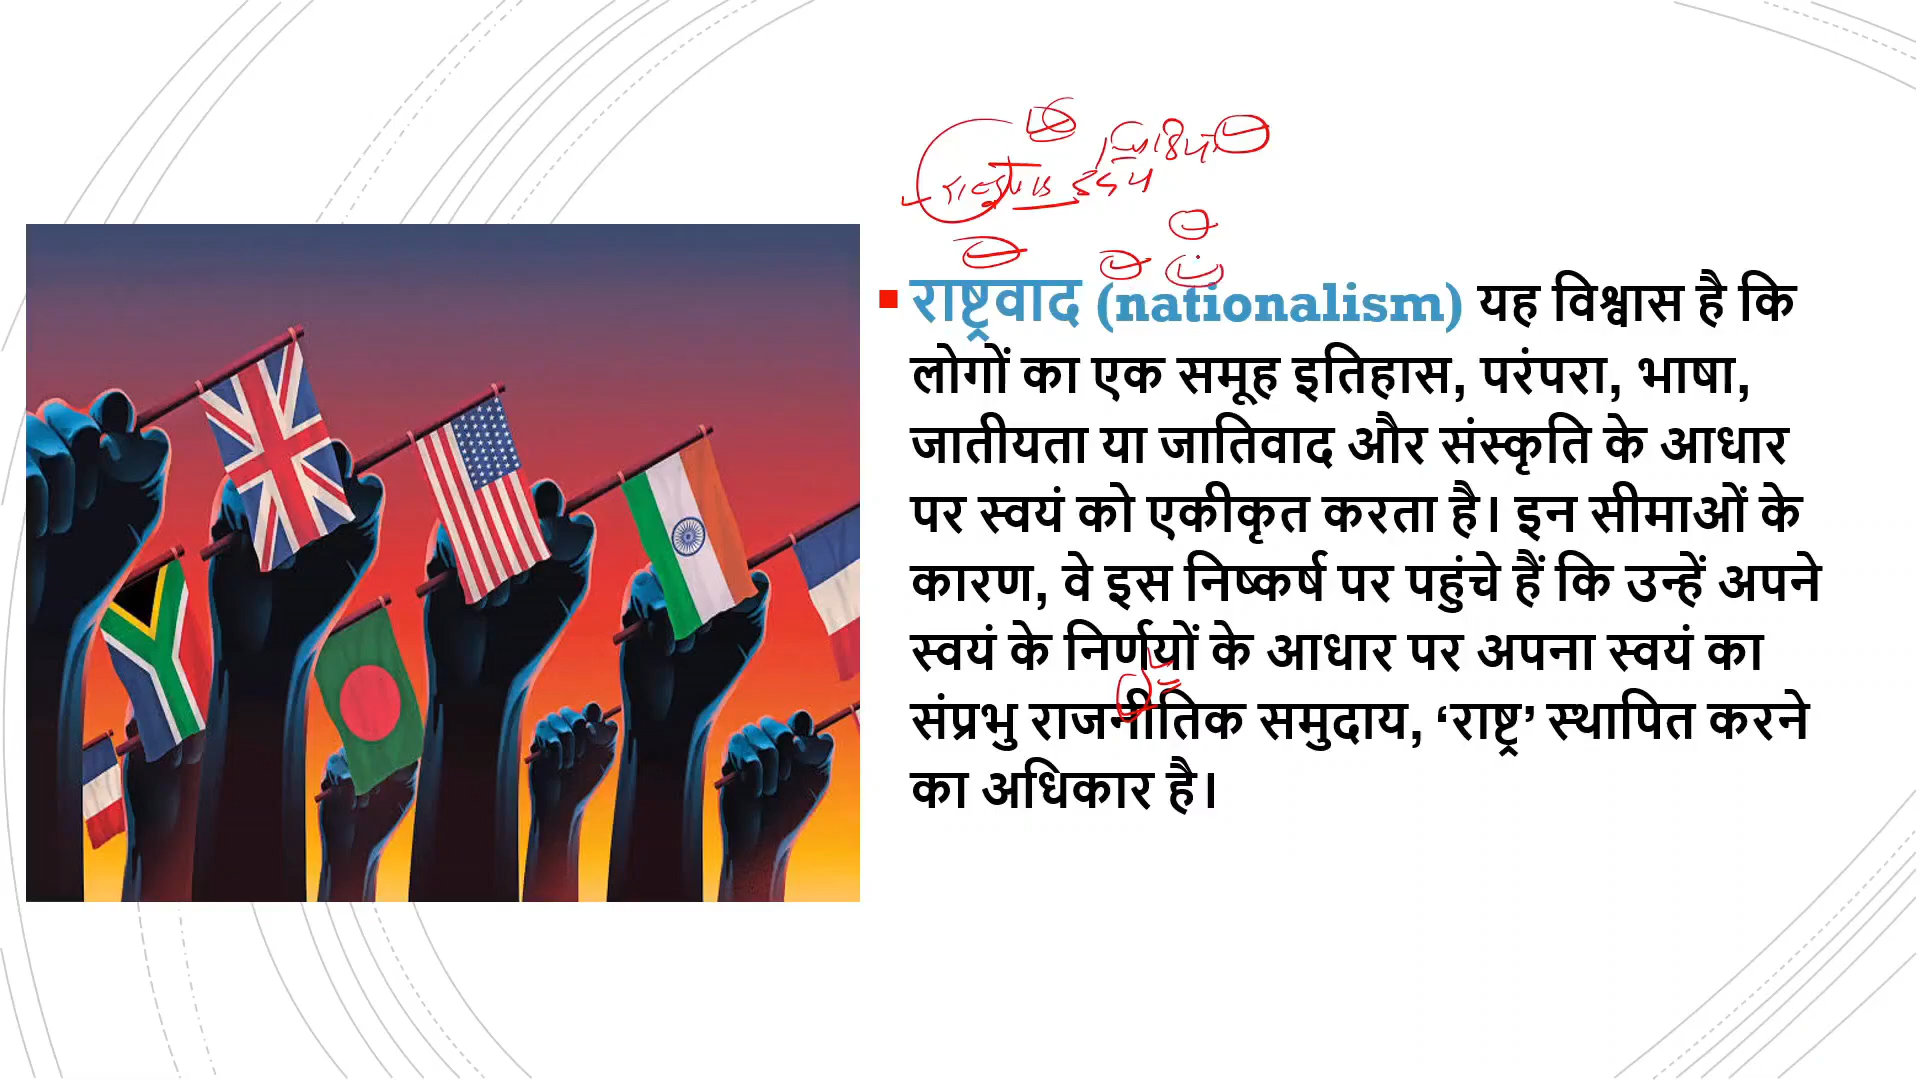 राष्ट्रवाद (nationalism) यह विश्वास है कि
लोगों का एक समूह इतिहास, परंपरा, भाषा,
जातीयता या जातिवाद और संस्कृति के आधार
पर स्वयं को एकीकृत करता है। इन सीमाओं के
कारण, वे इस निष्कर्ष पर पहुंचे हैं कि उन्हें अपने
स्वयं के निर्णयों के आधार पर अपना स्वयं का
संप्रभु राजनीतिक समुदाय, ‘राष्ट्र’ स्थापित करने
का अधिकार है।